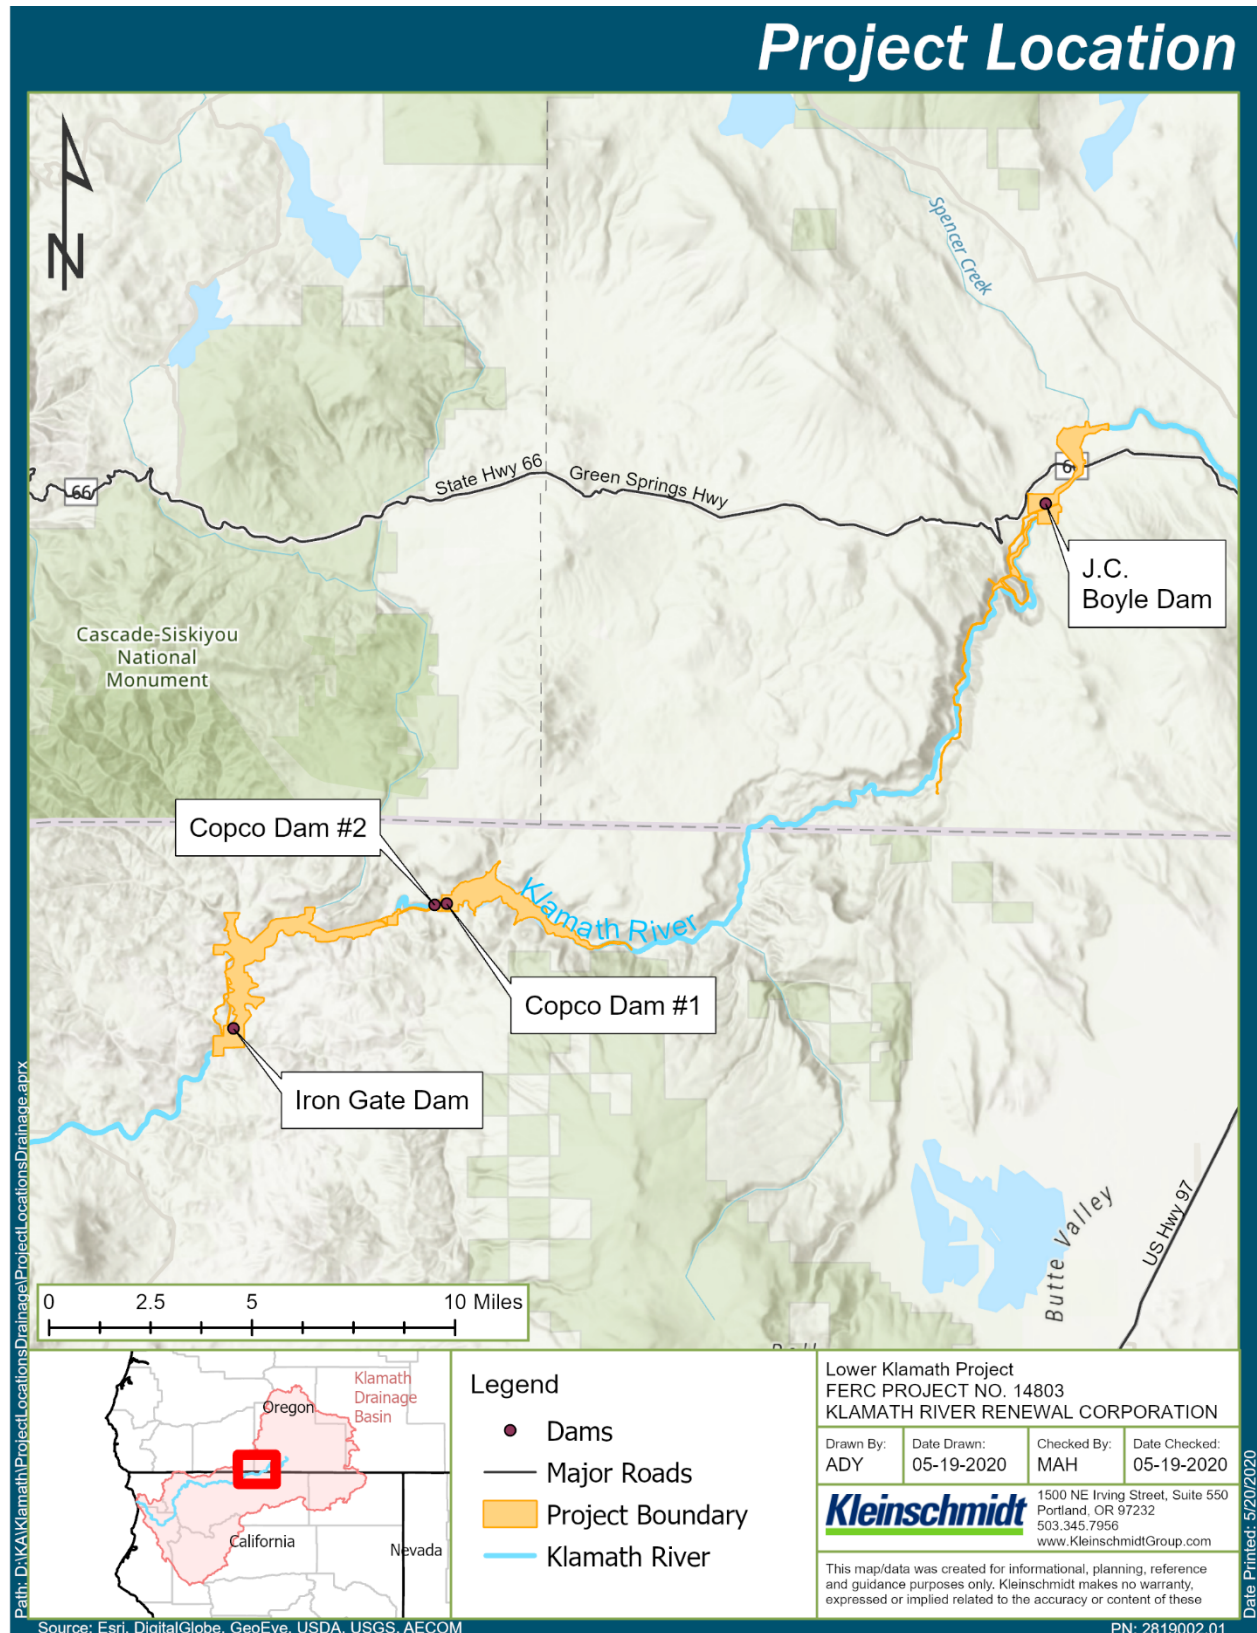 Project Location
N
Spencer Creek
State Hwy 66
Green Springs Hwy
66
6
J.C.
Boyle Dam
Cascade-Siskiyou
National
Monument
Copco Dam #2
Klamath River
Copco Dam #1
Iron Gate Dam
Butte Valley
US Hwy 97
0 2.5 5 10 Miles
Klamath
Drainage
Basin
Oregon
California
Nevada
Legend
Dams
Major Roads
Project Boundary
Klamath River
Lower Klamath Project
FERC PROJECT NO. 14803
KLAMATH RIVER RENEWAL CORPORATION
Drawn By:
ADY
Date Drawn:
05-19-2020
Checked By:
MAH
Date Checked:
05-19-2020
Kleinschmidt
1500 NE Irving Street, Suite 550
Portland, OR 97232
503.345.7956
www.KleinschmidtGroup.com
This map/data was created for informational, planning, reference
and guidance purposes only. Kleinschmidt makes no warranty,
expressed or implied related to the accuracy or content of these
Path: D:\KA\Klamath\ProjectLocationsDrainage\ProjectLocationsDrainage.aprx
Date Printed: 5/20/2020
Source: Esri, DigitalGlobe, GeoEye, USDA, USGS, AECOM
PN: 2819002.01